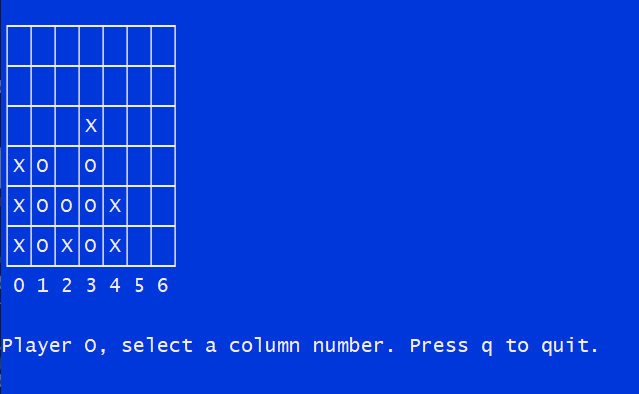 X
X O O
X O O O X
X O X O X
0 1 2 3 4 5 6
Player O, select a column number. Press q to quit.